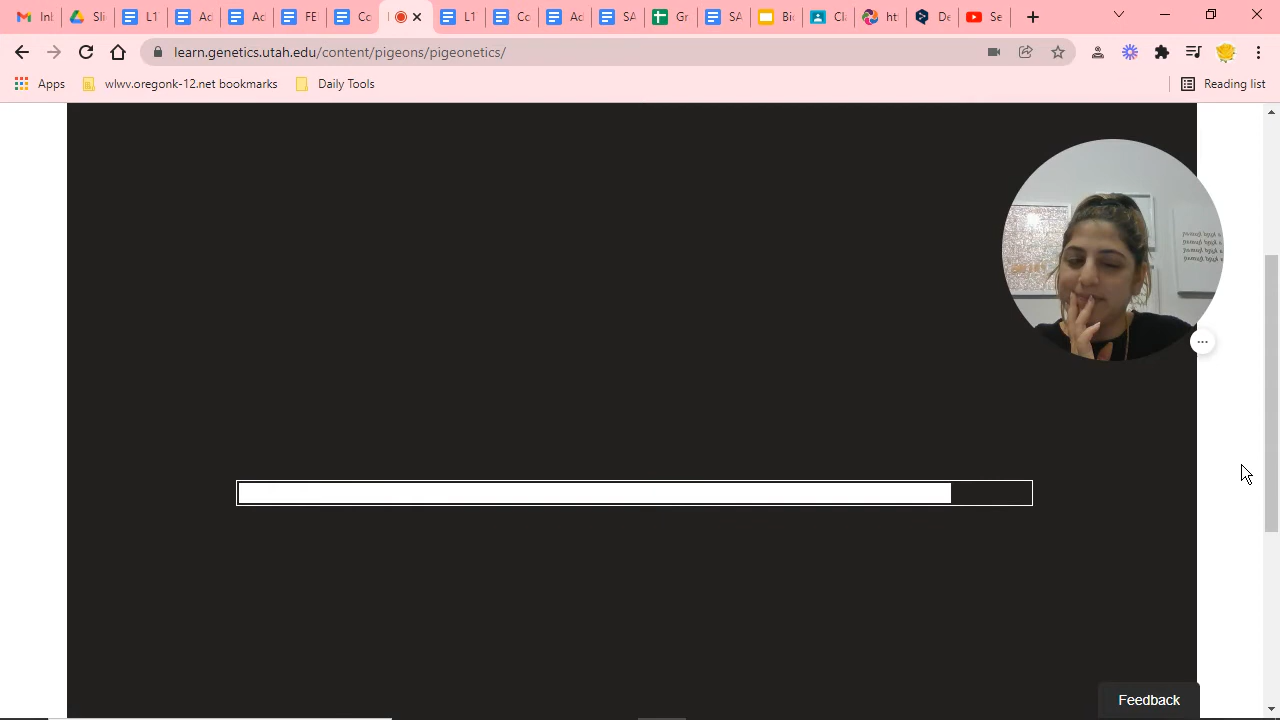 Inl
Sli
L1
Ac
Ac
FE
Cc
L1
Cc
Ac
SA
Gr
SA
Bi
Cl
ht
De
Se
learn.genetics.utah.edu/content/pigeons/pigeonetics/
Apps
wlwv.oregonk-12.net bookmarks
Daily Tools
Reading list
Feedback